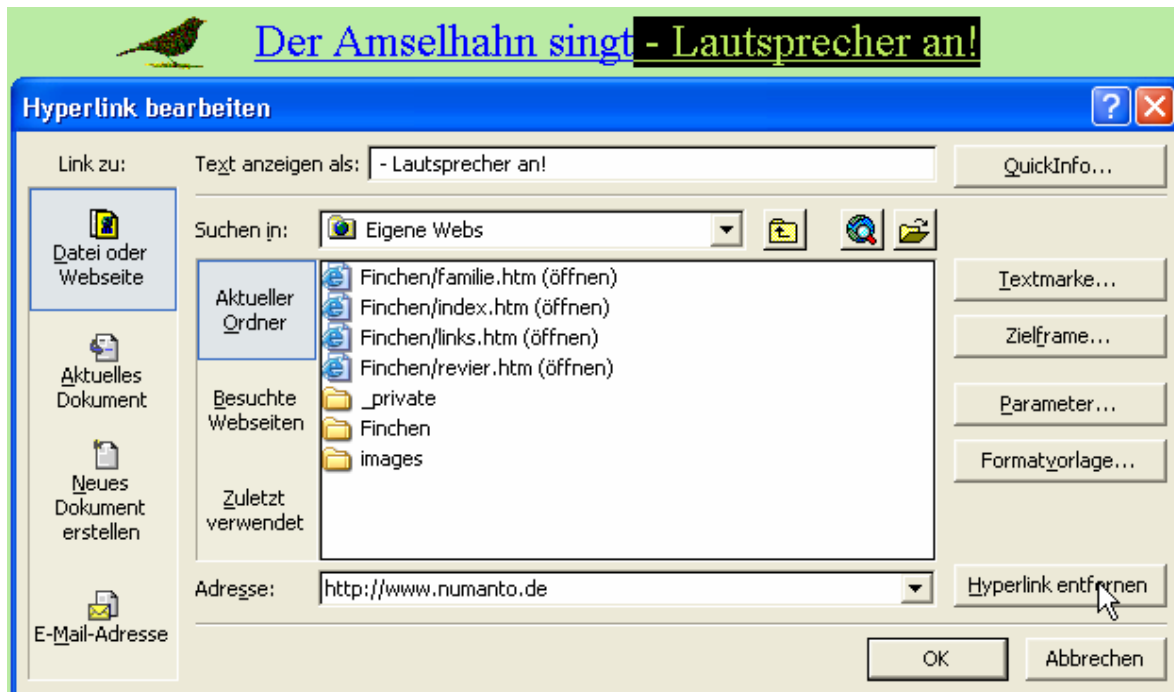 Der Amselhahn singt - Lautsprecher an!
Hyperlink bearbeiten
Link zu:
Text anzeigen als: - Lautsprecher an!
QuickInfo...
Datei oder
Webseite
Aktuelles
Dokument
Neues
Dokument
erstellen
E-Mail-Adresse
Suchen in: Eigene Webs
Aktueller
Ordner
Besuchte
Webseiten
Zuletzt
verwendet
Finchen/familie.htm (öffnen)
Finchen/index.htm (öffnen)
Finchen/links.htm (öffnen)
Finchen/revier.htm (öffnen)
_private
Finchen
images
Textmarke...
Zielframe...
Parameter...
Formatvorlage...
Adresse: http://www.numanto.de
Hyperlink entfernen
OK
Abbrechen